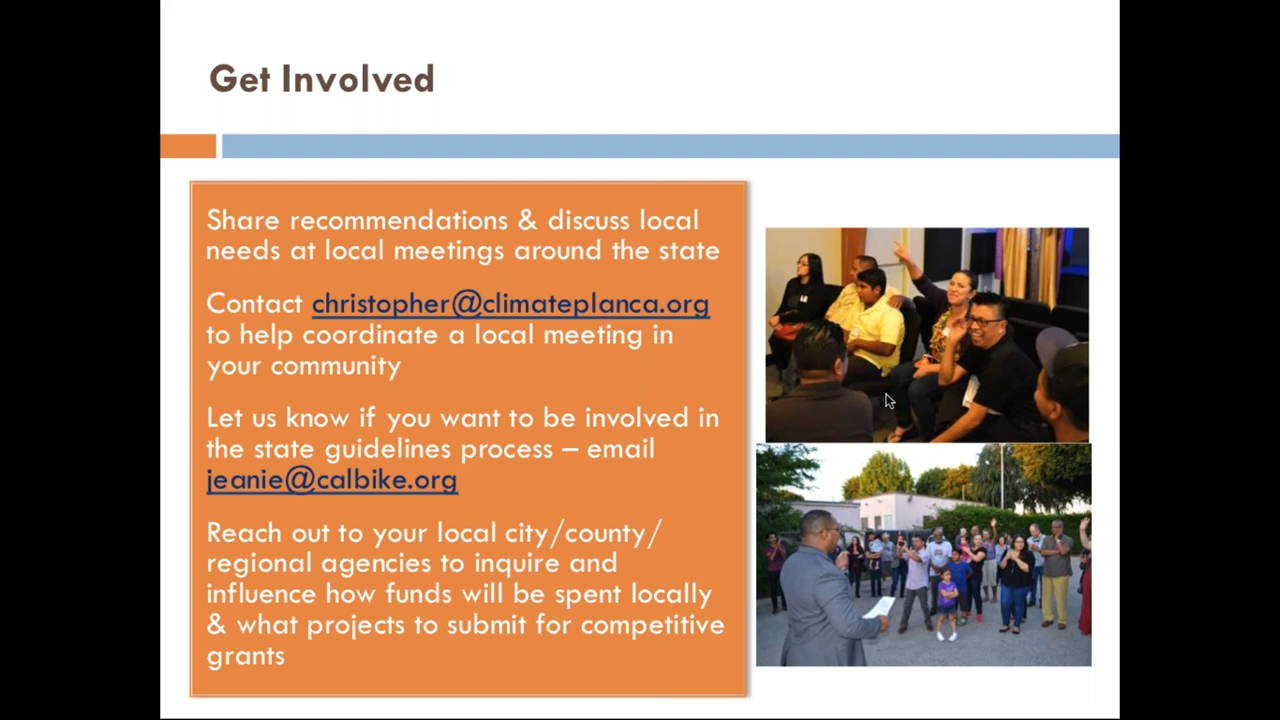 Get Involved
Share recommendations & discuss local
needs at local meetings around the state
Contact christopher@climateplanca.org
to help coordinate a local meeting in
your community
Let us know if you want to be involved in
the state guidelines process – email
jeanie@calbike.org
Reach out to your local city/county/
regional agencies to inquire and
influence how funds will be spent locally
& what projects to submit for competitive
grants